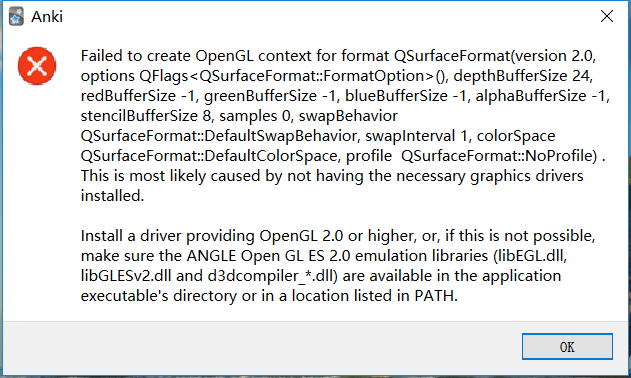 Anki
Failed to create OpenGL context for format QSurfaceFormat(version 2.0,
options QFlags<QSurfaceFormat::FormatOption>(), depthBufferSize 24,
redBufferSize -1, greenBufferSize -1, blueBufferSize -1, alphaBufferSize -1,
stencilBufferSize 8, samples 0, swapBehavior
QSurfaceFormat::DefaultSwapBehavior, swapInterval 1, colorSpace
QSurfaceFormat::DefaultColorSpace, profile  QSurfaceFormat::NoProfile) .
This is most likely caused by not having the necessary graphics drivers
installed.
Install a driver providing OpenGL 2.0 or higher, or, if this is not possible,
make sure the ANGLE Open GL ES 2.0 emulation libraries (libEGL.dll,
libGLESv2.dll and d3dcompiler_*.dll) are available in the application
executable's directory or in a location listed in PATH.
OK